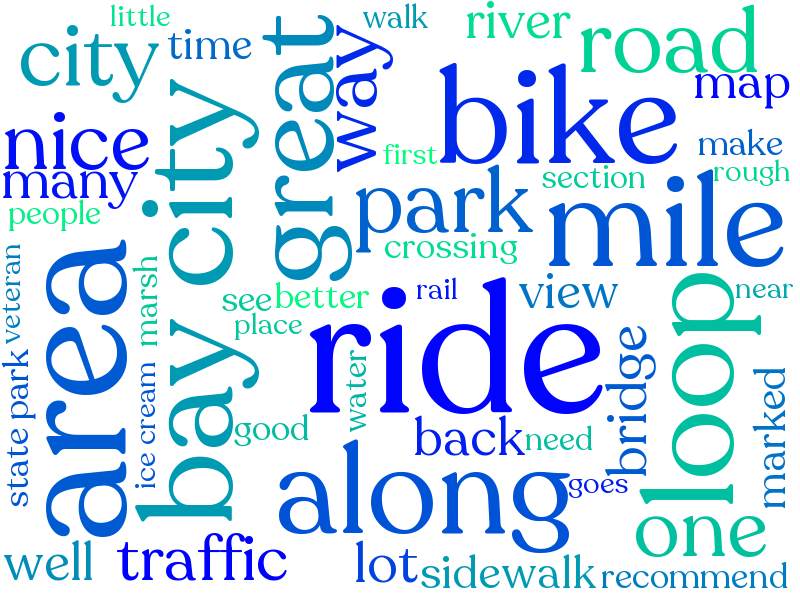 little
walk
river
road
city
time
great
way
bike
map
nice
many
first
make
rough
section
park
mile
people
bay city
crossing
area
veteran
marsh
see
better
rail
view
near
place
ride
loop
bridge
water
state park
ice cream
good
back
need
marked
along
goes
one
well
traffic
lot
sidewalk
recommend